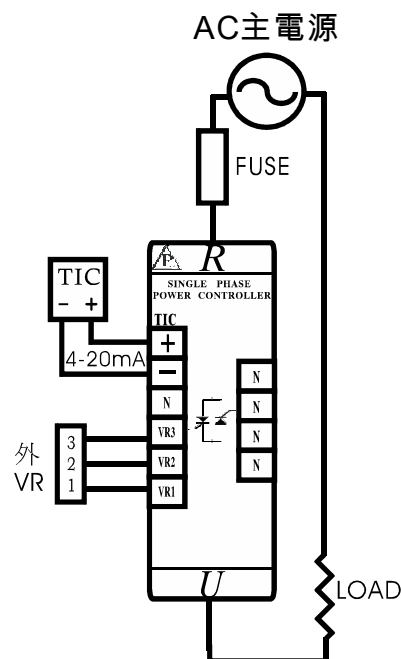 AC主電源
FUSE
P
R
SINGLE PHASE
POWER CONTROLLER
TIC
- +
TIC
+
4-20mA
−
N
VR3
VR2
VR1
N
N
N
N
外
VR
3
2
1
U
LOAD